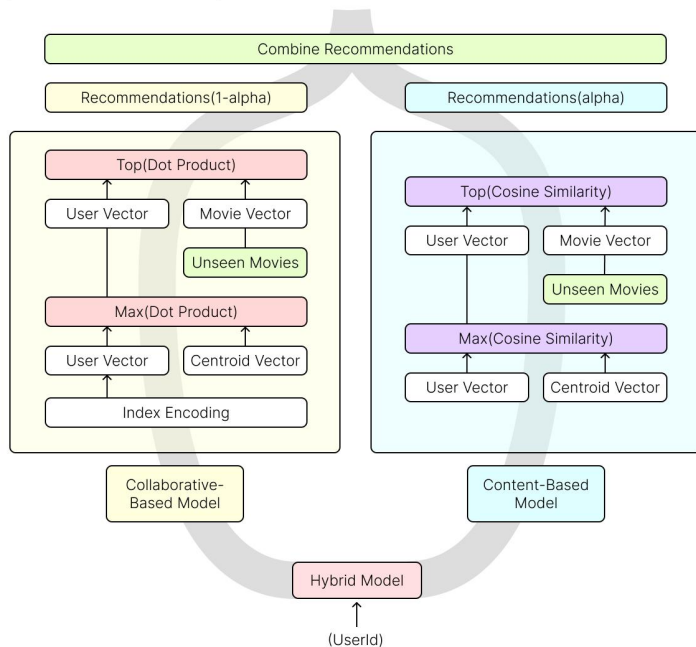 Combine Recommendations
Recommendations(1-alpha)
Recommendations(alpha)
Top(Dot Product)
User Vector
Movie Vector
Unseen Movies
Max(Dot Product)
User Vector
Centroid Vector
Index Encoding
Top(Cosine Similarity)
User Vector
Movie Vector
Unseen Movies
Max(Cosine Similarity)
User Vector
Centroid Vector
Collaborative-
Based Model
Content-Based
Model
Hybrid Model
(UserId)